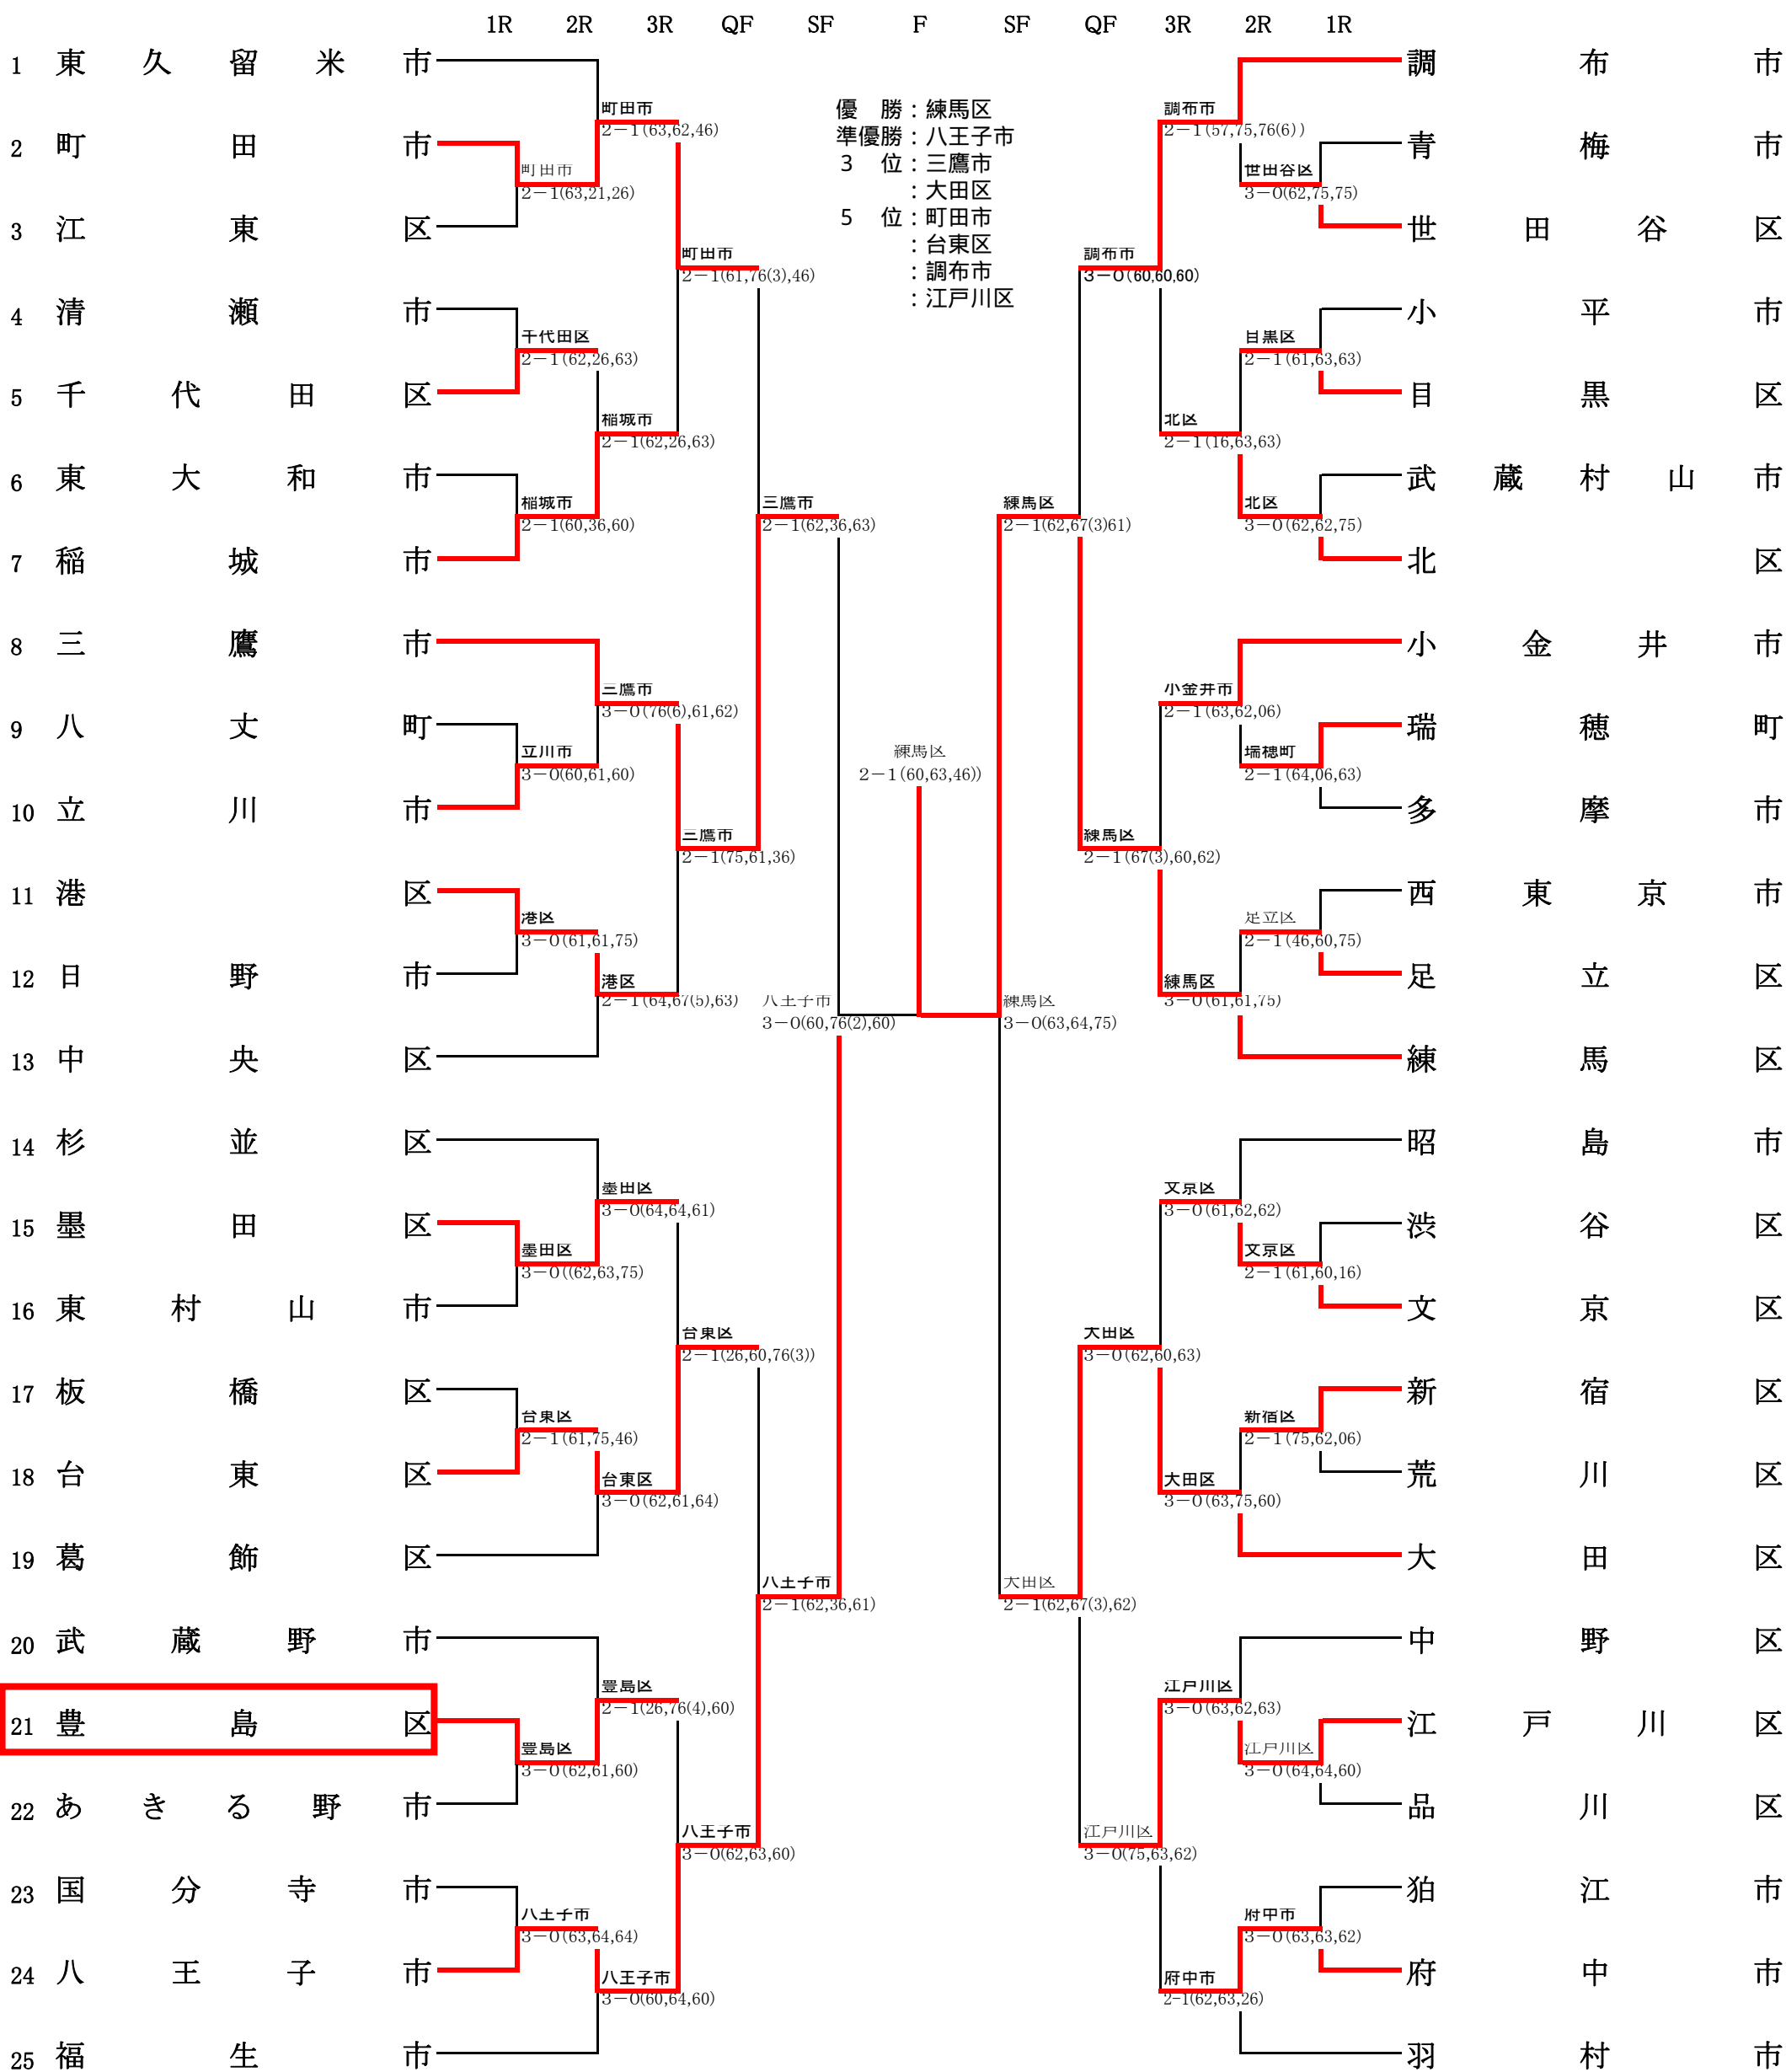 1R 2R 3R QF SF F SF QF 3R 2R 1R
1 東久留米市
2 町田市
3 江東区
4 清瀬市
5 千代田区
6 東大和市
7 稲城市
8 三鷹市
9 八丈町
10 立川市
11 港区
12 日野市
13 中央区
14 杉並区
15 墨田区
16 東村山市
17 板橋区
18 台東区
19 葛飾区
20 武蔵野市
21 豊島区
22 あきる野市
23 国分寺市
24 八王子市
25 福生市
町田市
2－1(63,21,26)
千代田区
2－1(62,26,63)
稲城市
2－1(60,36,60)
立川市
3－0(60,61,60)
港区
3－0(61,61,75)
墨田区
3－0((62,63,75)
台東区
2－1(61,75,46)
豊島区
3－0(62,61,60)
八王子市
3－0(63,64,64)
町田市
2－1(63,62,46)
稲城市
2－1(62,26,63)
三鷹市
3－0(76(6),61,62)
港区
2－1(64,67(5),63)
墨田区
3－0(64,64,61)
台東区
3－0(62,61,64)
豊島区
2－1(26,76(4),60)
八王子市
3－0(60,64,60)
町田市
2－1(61,76(3),46)
三鷹市
2－1(75,61,36)
台東区
2－1(26,60,76(3))
八王子市
3－0(62,63,60)
三鷹市
2－1(62,36,63)
八王子市
2－1(62,36,61)
八王子市
3－0(60,76(2),60)
優　勝：練馬区
準優勝：八王子市
3　位：三鷹市
：大田区
5　位：町田市
：台東区
：調布市
：江戸川区
練馬区
2－1(60,63,46))
練馬区
3－0(63,64,75)
練馬区
2－1(62,67(3)61)
大田区
2－1(62,67(3),62)
調布市
3－0(60,60,60)
練馬区
2－1(67(3),60,62)
大田区
3－0(62,60,63)
江戸川区
3－0(75,63,62)
調布市
2－1(57,75,76(6))
北区
2－1(16,63,63)
小金井市
2－1(63,62,06)
練馬区
3－0(61,61,75)
文京区
3－0(61,62,62)
大田区
3－0(63,75,60)
江戸川区
3－0(63,62,63)
府中市
2-1(62,63,26)
世田谷区
3－0(62,75,75)
目黒区
2－1(61,63,63)
北区
3－0(62,62,75)
瑞穂町
2－1(64,06,63)
足立区
2－1(46,60,75)
文京区
2－1(61,60,16)
新宿区
2－1(75,62,06)
江戸川区
3－0(64,64,60)
府中市
3－0(63,63,62)
調布市
青梅市
世田谷区
小平市
目黒区
武蔵村山市
北区
小金井市
瑞穂町
多摩市
西東京市
足立区
練馬区
昭島市
渋谷区
文京区
新宿区
荒川区
大田区
中野区
江戸川区
品川区
狛江市
府中市
羽村市